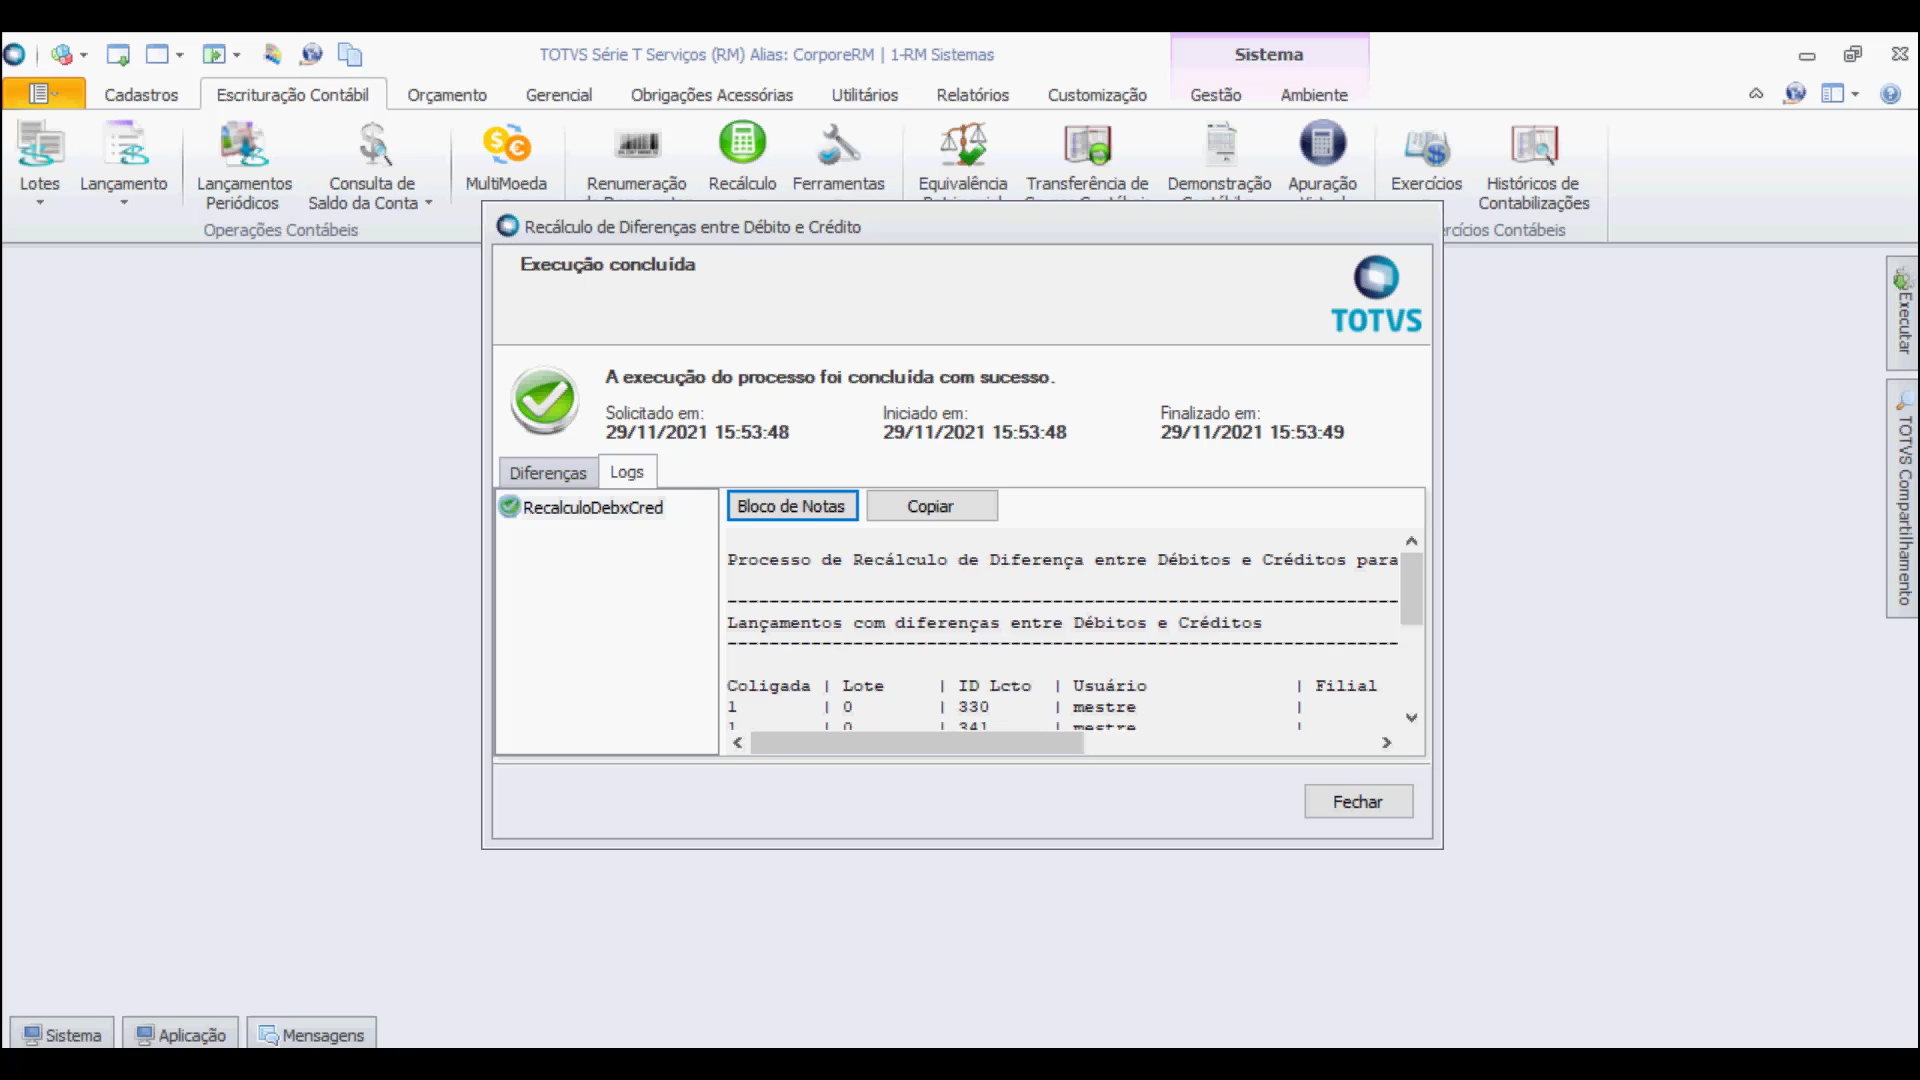 TOTVS Série T Serviços (RM) Alias: CorporeRM | 1-RM Sistemas
Sistema
Cadastros Escrituração Contábil Orçamento Gerencial Obrigações Acessórias Utilitários Relatórios Customização Gestão Ambiente
Lotes
Lançamento
Lançamentos Periódicos
Consulta de Saldo da Conta
MultiMoeda
Renumeração
Recálculo
Ferramentas
Equivalência
Transferência de
Demonstração
Apuração
Exercícios
Históricos de Contabilizações
Operações Contábeis
rcícios Contábeis
Recálculo de Diferenças entre Débito e Crédito
Execução concluída
TOTVS
A execução do processo foi concluída com sucesso.
Solicitado em: Iniciado em: Finalizado em:
29/11/2021 15:53:48 29/11/2021 15:53:48 29/11/2021 15:53:49
Diferenças Logs
RecalculoDebxCred
Bloco de Notas Copiar
Processo de Recálculo de Diferença entre Débitos e Créditos para
--------------------------------------------------------------------------------
Lançamentos com diferenças entre Débitos e Créditos
--------------------------------------------------------------------------------
Coligada | Lote | ID Lcto | Usuário | Filial
1 | 0 | 330 | mestre |
1 | 0 | 341 | mestre |
Fechar
Executar
TOTVS Compartilhamento
Sistema Aplicação Mensagens